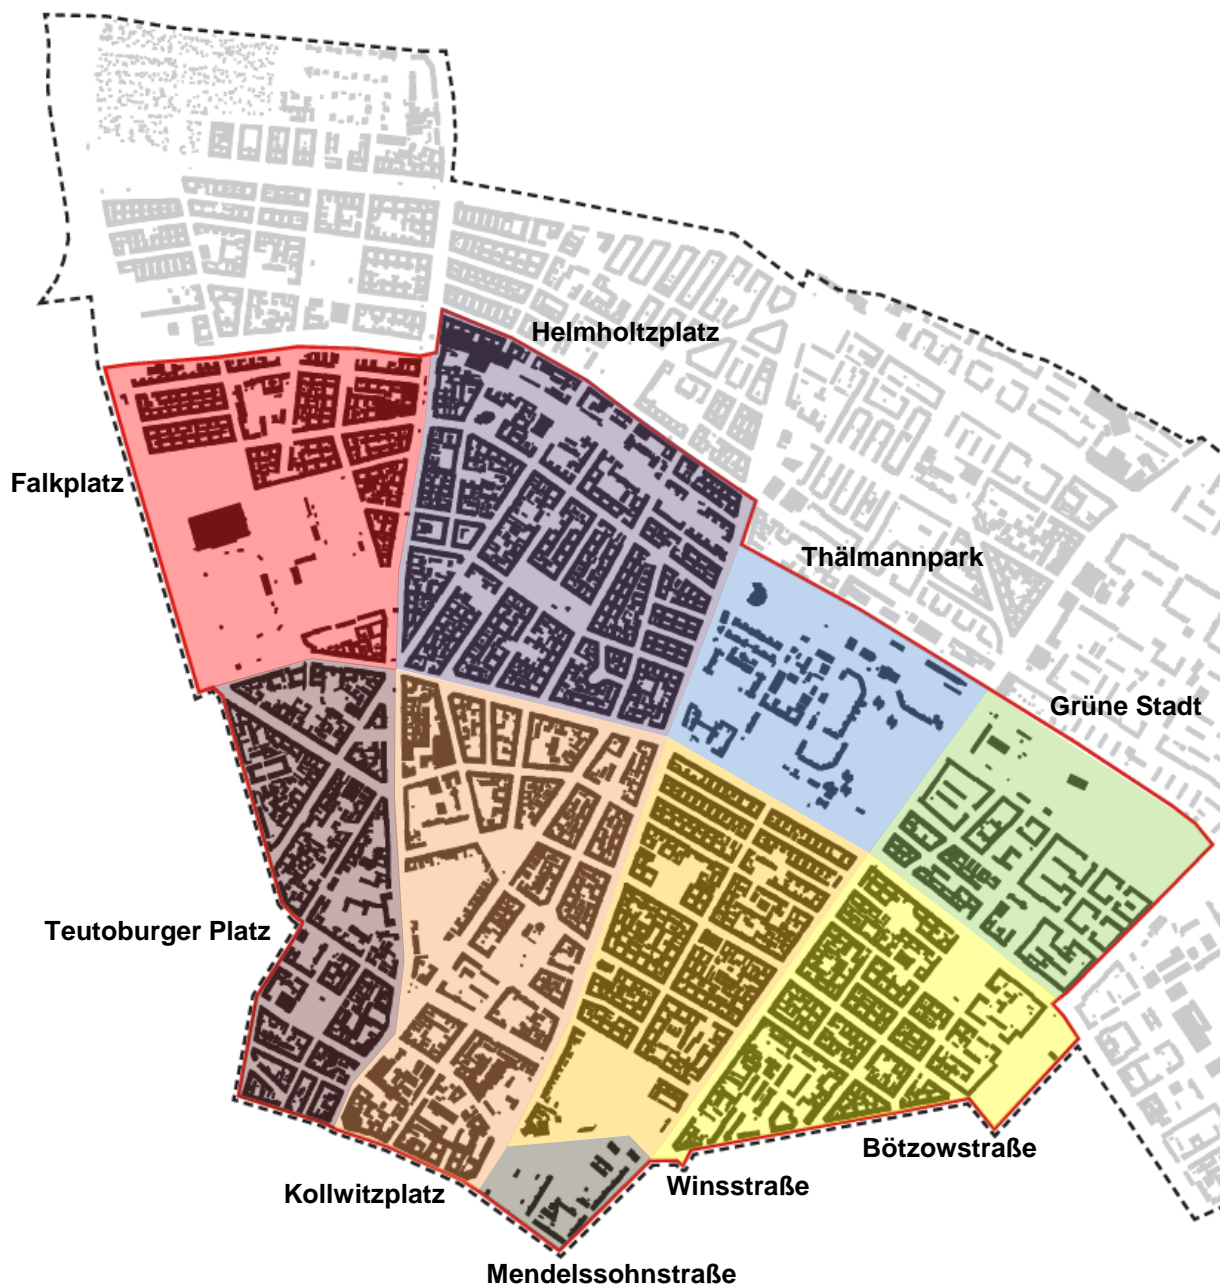 Helmholtzplatz
Falkplatz
Thälmannpark
Grüne Stadt
Teutoburger Platz
Bötzowstraße
Winsstraße
Kollwitzplatz
Mendelssohnstraße